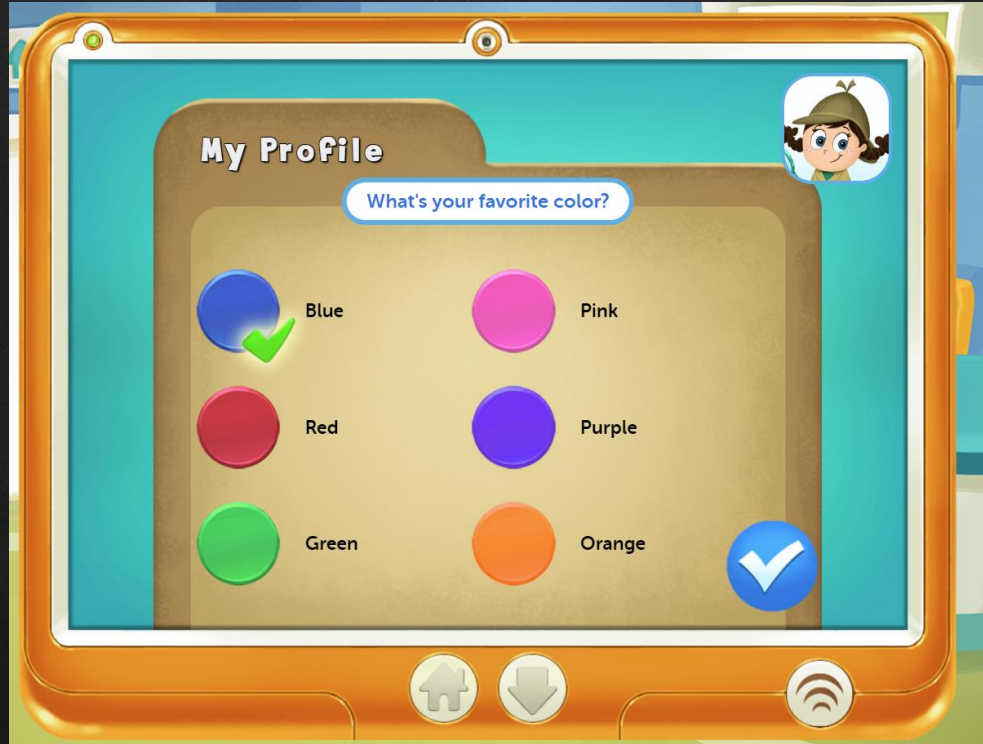 My Profile
What's your favorite color?
Blue
Pink
Red
Purple
Green
Orange